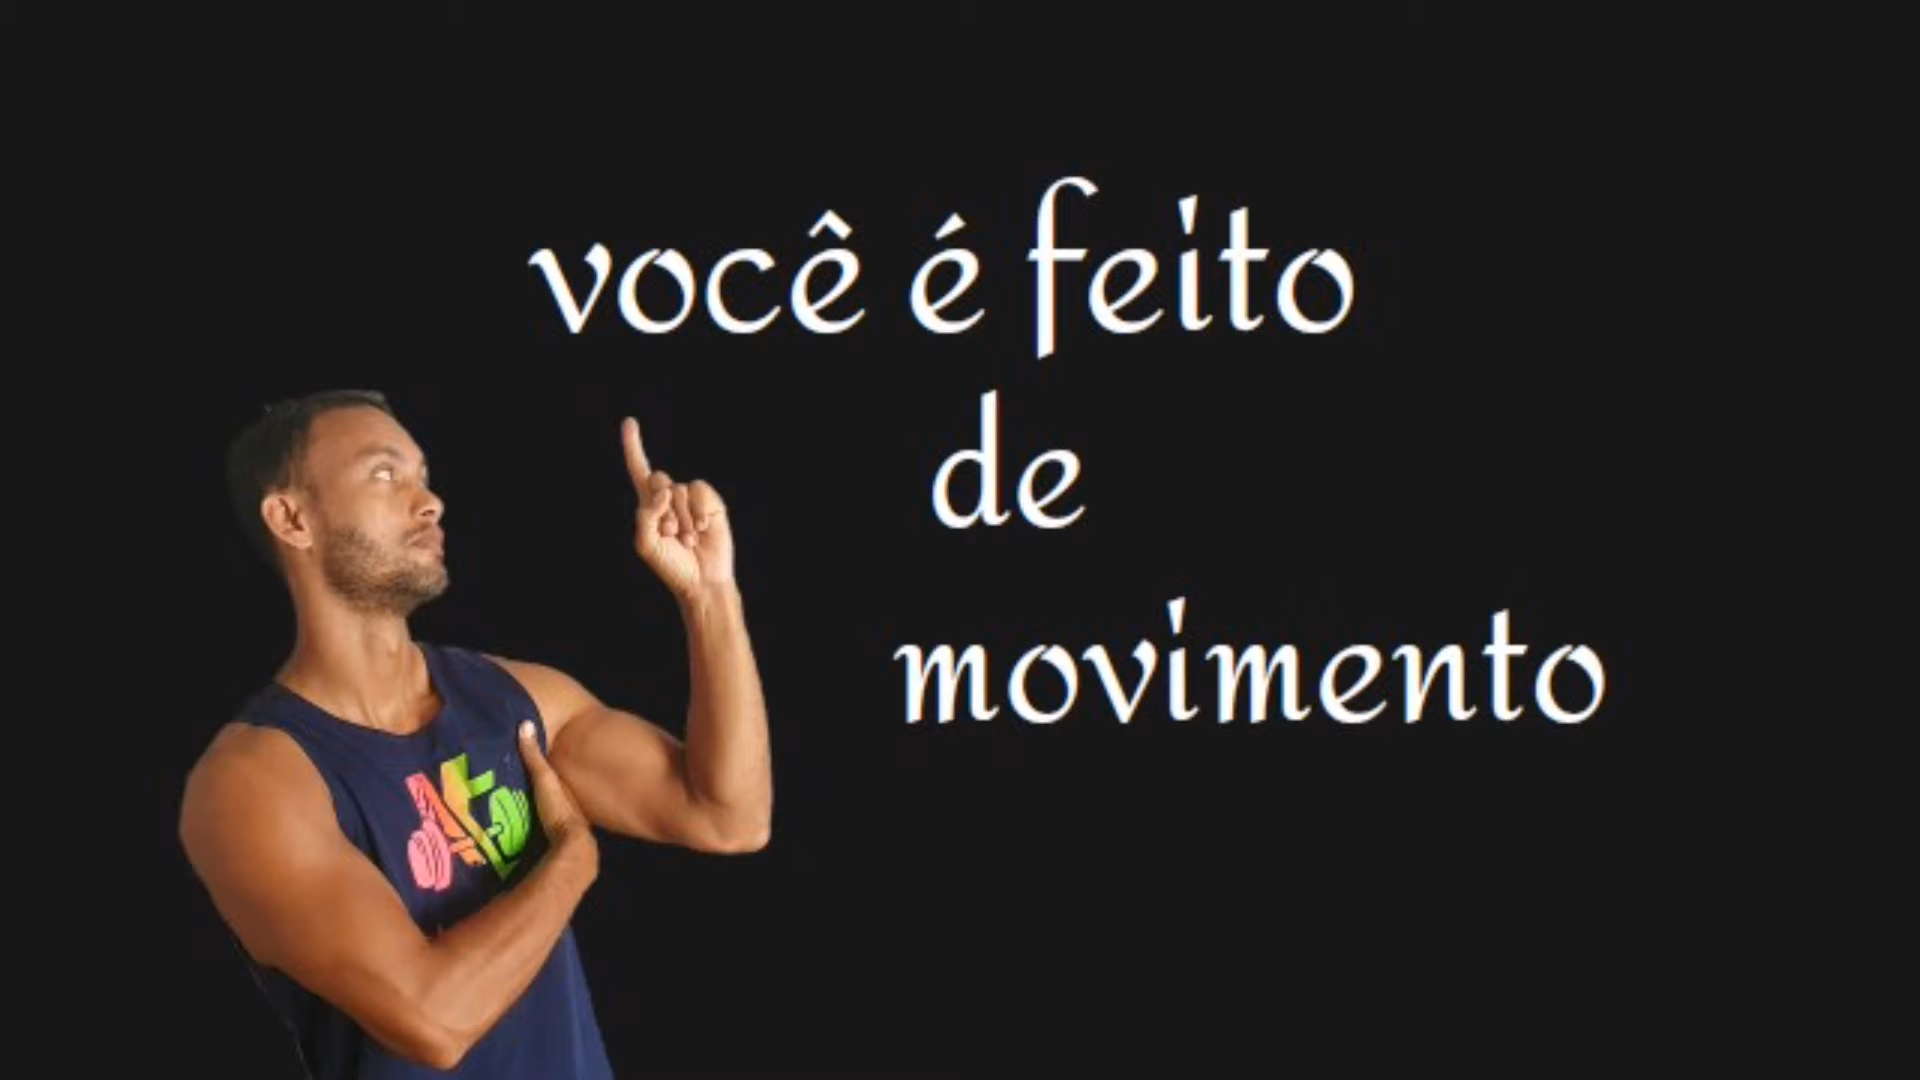 você é feito
de
movimento